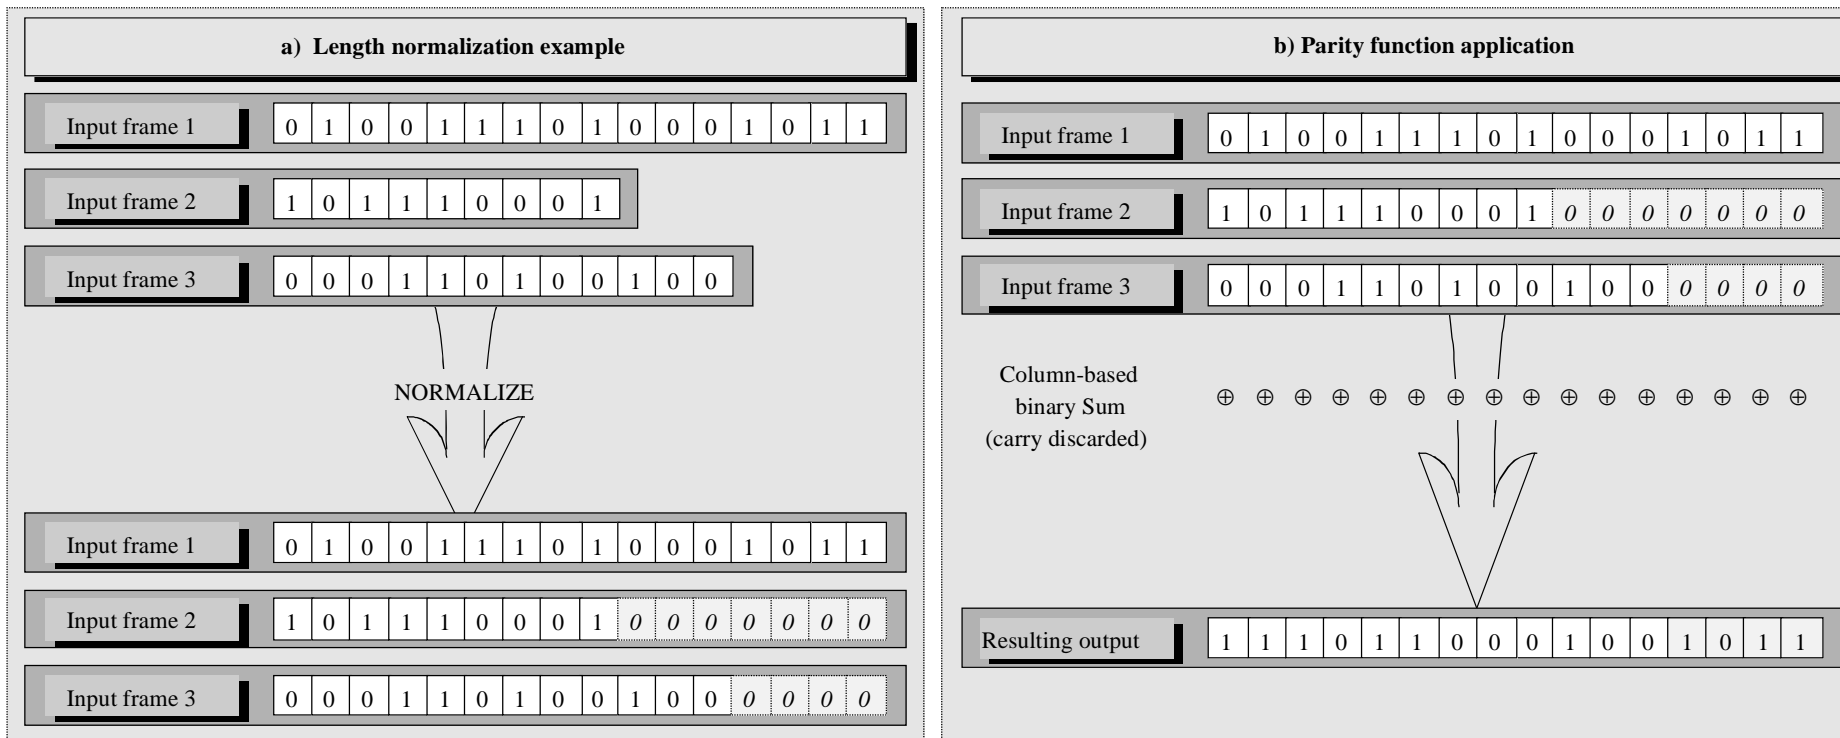 a) Length normalization example
Input frame 1 0 1 0 0 1 1 1 0 1 0 0 0 1 0 1 1
Input frame 2 1 0 1 1 1 0 0 0 1
Input frame 3 0 0 0 1 1 0 1 0 0 1 0 0
NORMALIZE
Input frame 1 0 1 0 0 1 1 1 0 1 0 0 0 1 0 1 1
Input frame 2 1 0 1 1 1 0 0 0 1 0 0 0 0 0 0 0
Input frame 3 0 0 0 1 1 0 1 0 0 1 0 0 0 0 0 0
b) Parity function application
Input frame 1 0 1 0 0 1 1 1 0 1 0 0 0 1 0 1 1
Input frame 2 1 0 1 1 1 0 0 0 1 0 0 0 0 0 0 0
Input frame 3 0 0 0 1 1 0 1 0 0 1 0 0 0 0 0 0
Column-based
binary Sum
(carry discarded)
⊕ ⊕ ⊕ ⊕ ⊕ ⊕ ⊕ ⊕ ⊕ ⊕ ⊕ ⊕ ⊕ ⊕ ⊕ ⊕
Resulting output 1 1 1 0 1 1 0 0 0 1 0 0 1 0 1 1